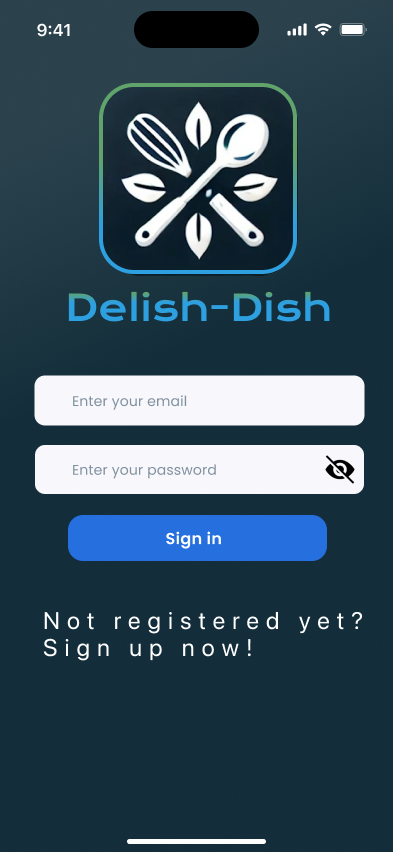 9:41
Delish-Dish
Enter your email
Enter your password
Sign in
Not registered yet?
Sign up now!